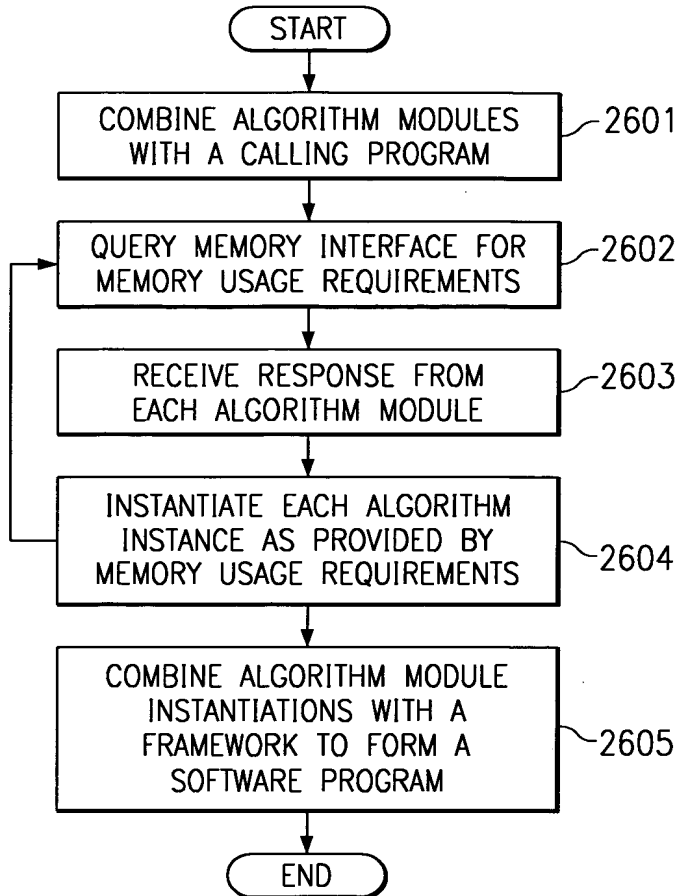 START
COMBINE ALGORITHM MODULES
WITH A CALLING PROGRAM
2601
QUERY MEMORY INTERFACE FOR
MEMORY USAGE REQUIREMENTS
2602
RECEIVE RESPONSE FROM
EACH ALGORITHM MODULE
2603
INSTANTIATE EACH ALGORITHM
INSTANCE AS PROVIDED BY
MEMORY USAGE REQUIREMENTS
2604
COMBINE ALGORITHM MODULE
INSTANTIATIONS WITH A
FRAMEWORK TO FORM A
SOFTWARE PROGRAM
2605
END